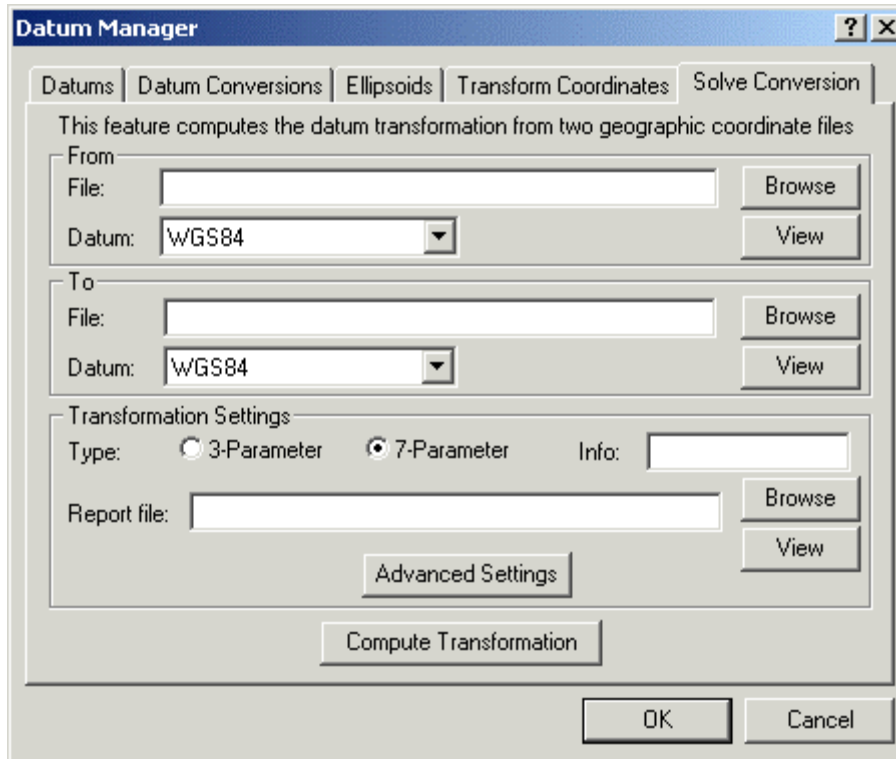 Datum Manager
Datums Datum Conversions Ellipsoids Transform Coordinates Solve Conversion
This feature computes the datum transformation from two geographic coordinate files
From
File: Browse
Datum: WGS84 View
To
File: Browse
Datum: WGS84 View
Transformation Settings
Type: 3-Parameter 7-Parameter Info:
Report file: Browse
View
Advanced Settings
Compute Transformation
OK Cancel